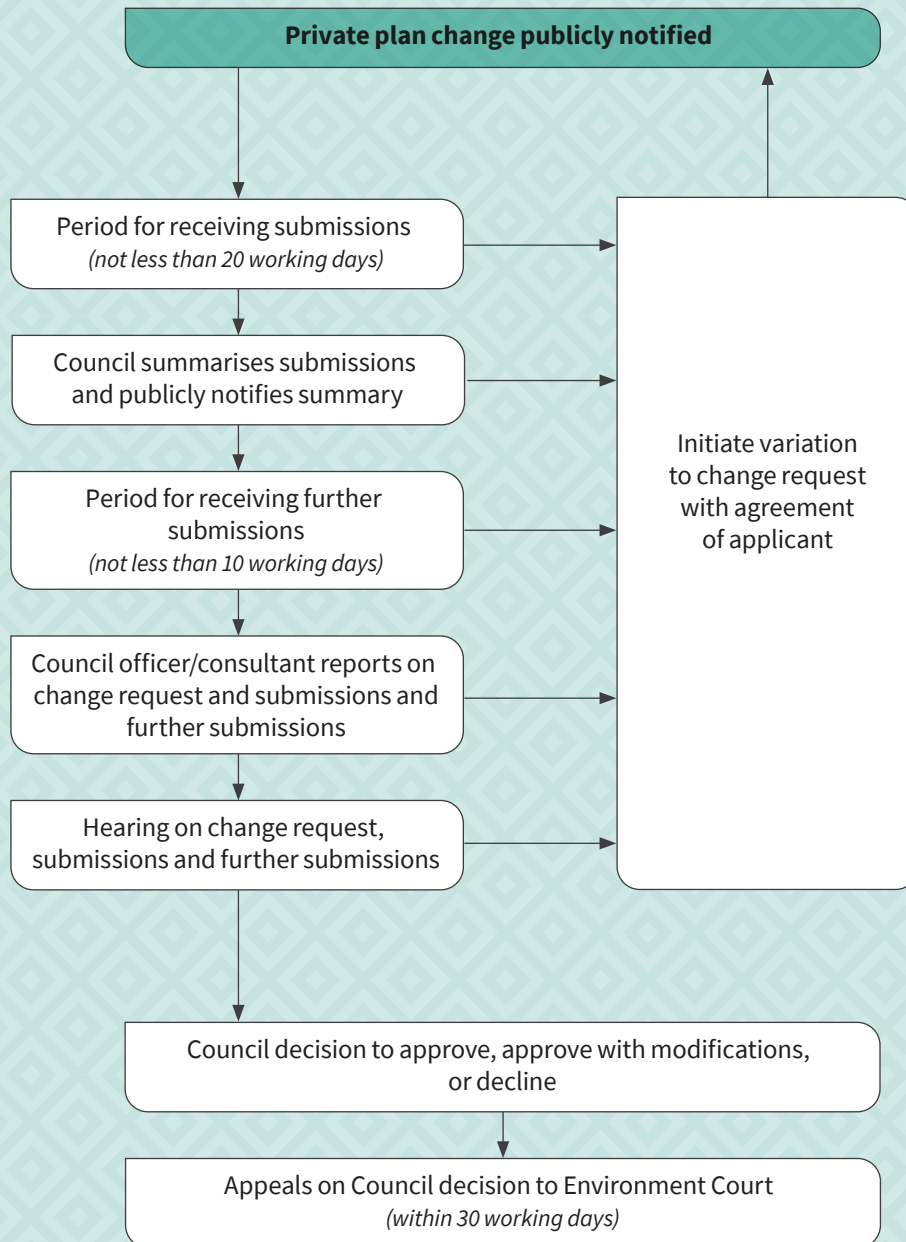 Private plan change publicly notified
Period for receiving submissions
(not less than 20 working days)
Council summarises submissions
and publicly notifies summary
Period for receiving further
submissions
(not less than 10 working days)
Council officer/consultant reports on
change request and submissions and
further submissions
Hearing on change request,
submissions and further submissions
Initiate variation
to change request
with agreement
of applicant
Council decision to approve, approve with modifications,
or decline
Appeals on Council decision to Environment Court
(within 30 working days)